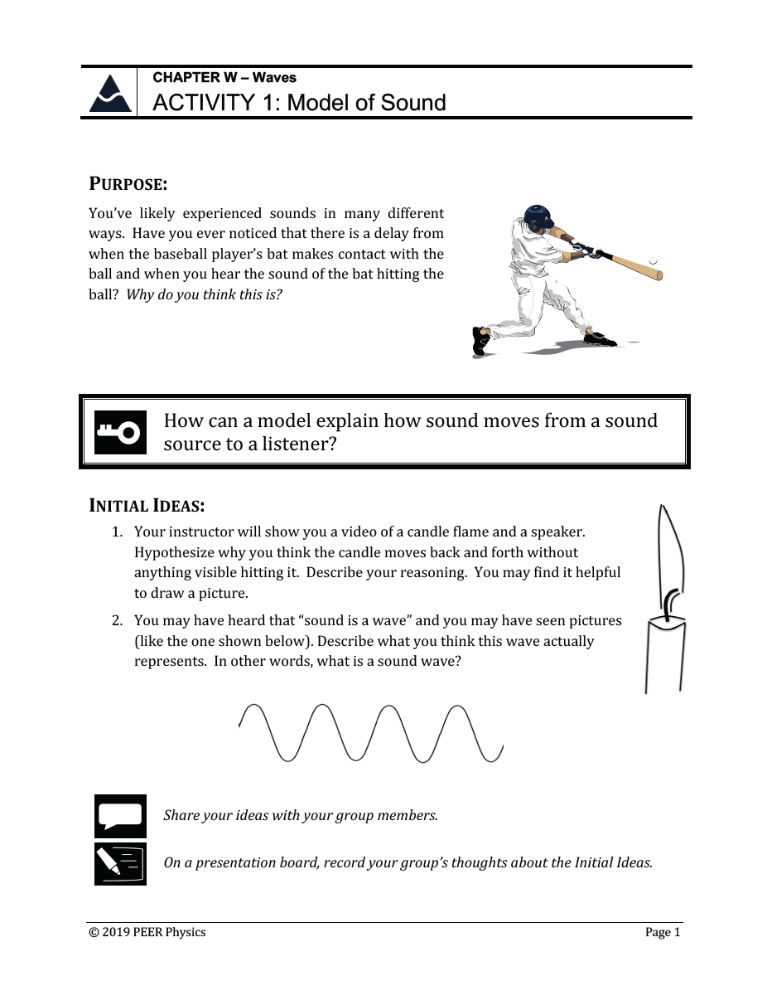 CHAPTER W – Waves
ACTIVITY 1: Model of Sound
PURPOSE:
You’ve likely experienced sounds in many different
ways.  Have you ever noticed that there is a delay from
when the baseball player’s bat makes contact with the
ball and when you hear the sound of the bat hitting the
ball?  Why do you think this is?
How can a model explain how sound moves from a sound
source to a listener?
INITIAL IDEAS:
1. Your instructor will show you a video of a candle flame and a speaker.
Hypothesize why you think the candle moves back and forth without
anything visible hitting it.  Describe your reasoning.  You may find it helpful
to draw a picture.
2. You may have heard that “sound is a wave” and you may have seen pictures
(like the one shown below). Describe what you think this wave actually
represents.  In other words, what is a sound wave?
Share your ideas with your group members.
On a presentation board, record your group’s thoughts about the Initial Ideas.
© 2019 PEER Physics
Page 1